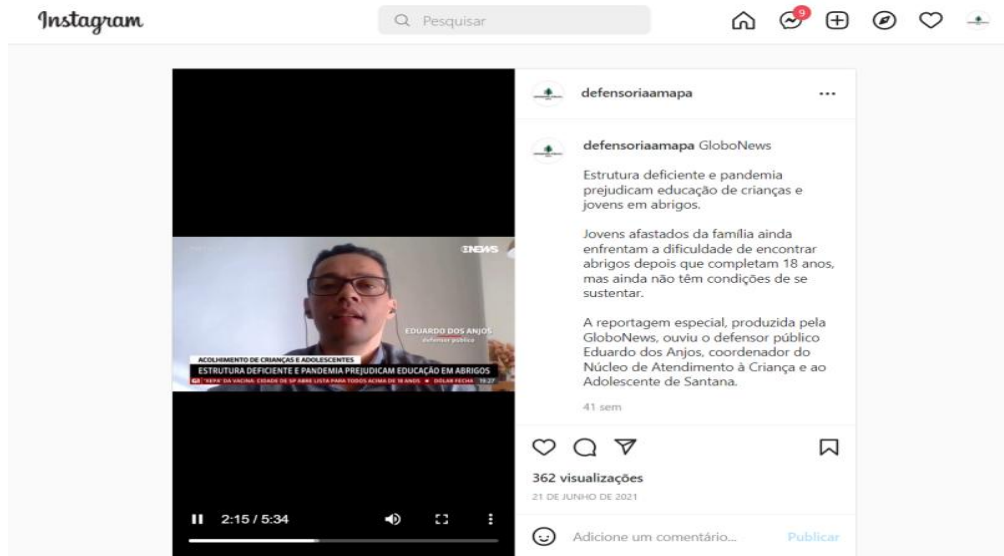 Instagram
Pesquisar
9
defensoriaamapa
defensoriaamapa GloboNews
Estrutura deficiente e pandemia
prejudicam educação de crianças e
jovens em abrigos.
Jovens afastados da família ainda
enfrentam a dificuldade de encontrar
abrigos depois que completam 18 anos,
mas ainda não têm condições de se
sustentar.
A reportagem especial, produzida pela
GloboNews, ouviu o defensor público
Eduardo dos Anjos, coordenador do
Núcleo de Atendimento à Criança e ao
Adolescente de Santana.
41 sem
NEWS
EDUARDO DOS ANJOS
defensor público
ACOLHIMENTO DE CRIANÇAS E ADOLESCENTES
ESTRUTURA DEFICIENTE E PANDEMIA PREJUDICAM EDUCAÇÃO EM ABRIGOS
G1 'XEPA' DA VACINA: CIDADE DE SP ABRE LISTA PARA TODOS ACIMA DE 18 ANOS DÓLAR FECHA 18:27
362 visualizações
21 DE JUNHO DE 2021
2:15 / 5:34
Adicione um comentário... Publicar